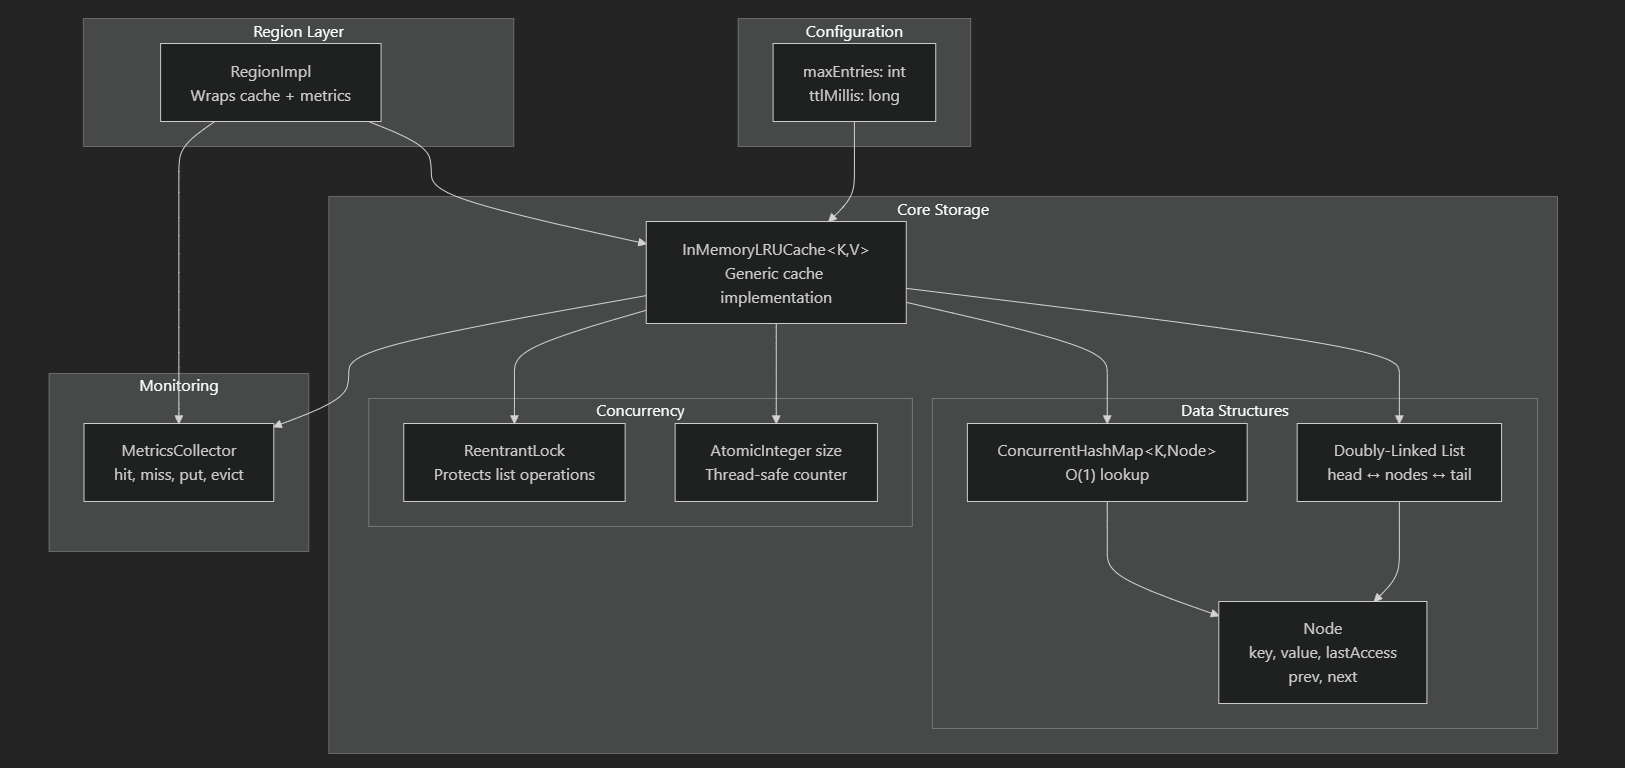 Region Layer
RegionImpl
Wraps cache + metrics
Configuration
maxEntries: int
ttlMillis: long
Core Storage
InMemoryLRUCache<K,V>
Generic cache
implementation
Monitoring
MetricsCollector
hit, miss, put, evict
Concurrency
ReentrantLock
Protects list operations
AtomicInteger size
Thread-safe counter
Data Structures
ConcurrentHashMap<K,Node>
O(1) lookup
Doubly-Linked List
head ↔ nodes ↔ tail
Node
key, value, lastAccess
prev, next